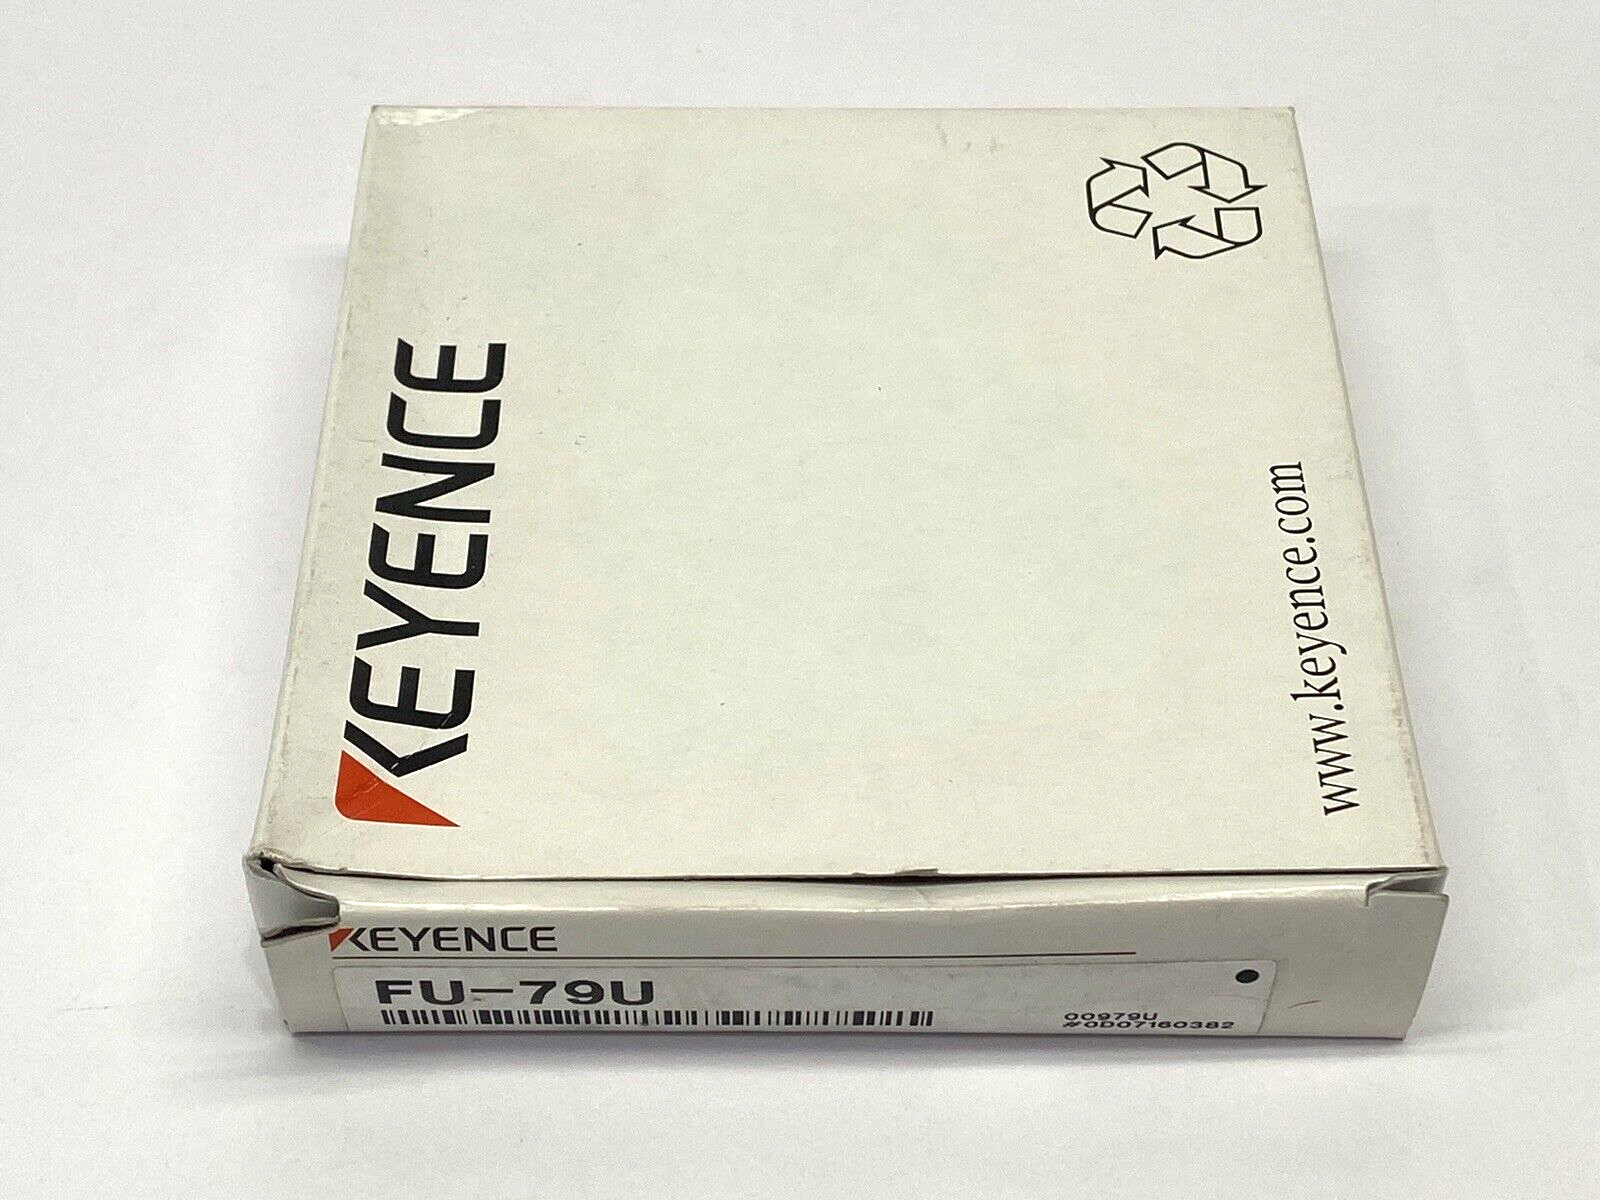 KEYENCE
www.keyence.com
KEYENCE
FU-79U
00979U
#0D07160382